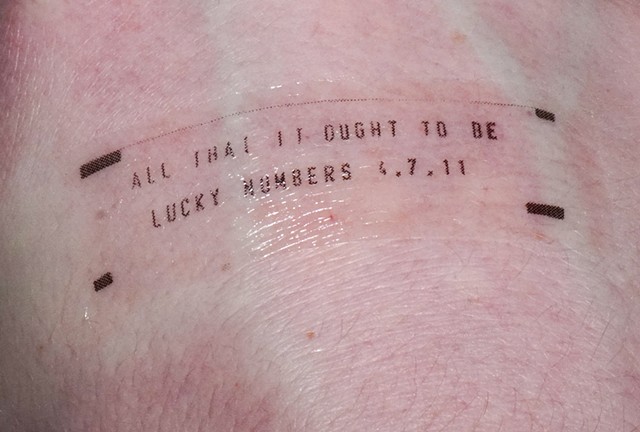 ALL THAT IT OUGHT TO BE
LUCKY NUMBERS 4.7.11